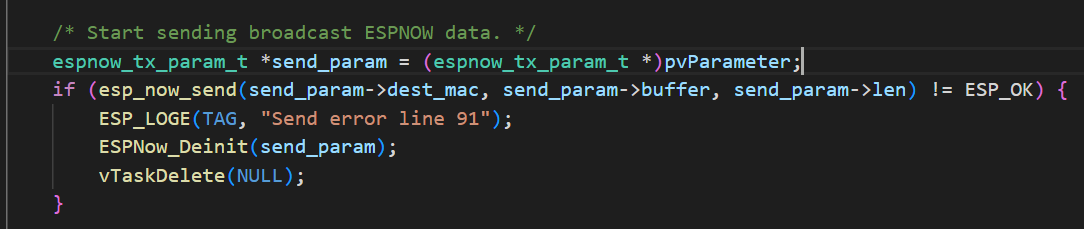 /* Start sending broadcast ESPNOW data. */
espnow_tx_param_t *send_param = (espnow_tx_param_t *)pvParameter;
if (esp_now_send(send_param->dest_mac, send_param->buffer, send_param->len) != ESP_OK) {
    ESP_LOGE(TAG, "Send error line 91");
    ESPNow_Deinit(send_param);
    vTaskDelete(NULL);
}